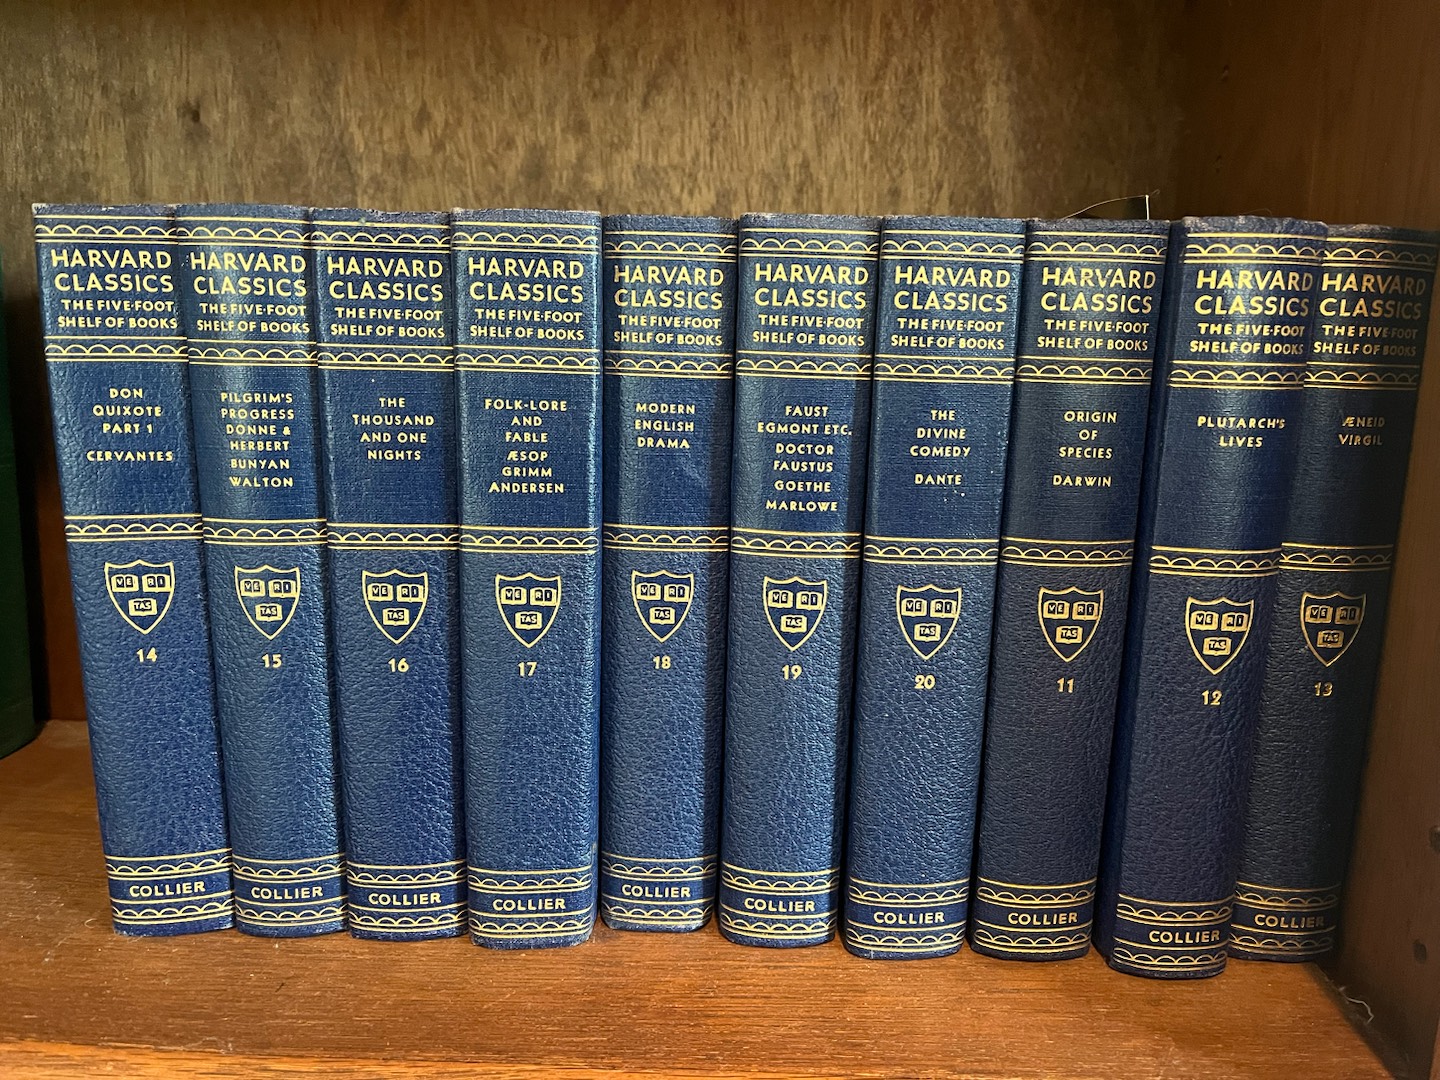 HARVARD
CLASSICS
THE FIVE-FOOT
SHELF OF BOOKS
DON
QUIXOTE
PART 1
CERVANTES
VE RI
TAS
14
COLLIER
HARVARD
CLASSICS
THE FIVE-FOOT
SHELF OF BOOKS
PILGRIM'S
PROGRESS
DONNE &
HERBERT
BUNYAN
WALTON
VE RI
TAS
15
COLLIER
HARVARD
CLASSICS
THE FIVE-FOOT
SHELF OF BOOKS
THE
THOUSAND
AND ONE
NIGHTS
VE RI
TAS
16
COLLIER
HARVARD
CLASSICS
THE FIVE-FOOT
SHELF OF BOOKS
FOLK-LORE
AND
FABLE
ÆSOP
GRIMM
ANDERSEN
VE RI
TAS
17
COLLIER
HARVARD
CLASSICS
THE FIVE-FOOT
SHELF OF BOOKS
MODERN
ENGLISH
DRAMA
VE RI
TAS
18
COLLIER
HARVARD
CLASSICS
THE FIVE-FOOT
SHELF OF BOOKS
FAUST
EGMONT ETC.
DOCTOR
FAUSTUS
GOETHE
MARLOWE
VE RI
TAS
19
COLLIER
HARVARD
CLASSICS
THE FIVE-FOOT
SHELF OF BOOKS
THE
DIVINE
COMEDY
DANTE
VE RI
TAS
20
COLLIER
HARVARD
CLASSICS
THE FIVE-FOOT
SHELF OF BOOKS
ORIGIN
OF
SPECIES
DARWIN
VE RI
TAS
11
COLLIER
HARVARD
CLASSICS
THE FIVE-FOOT
SHELF OF BOOKS
PLUTARCH'S
LIVES
VE RI
TAS
12
COLLIER
HARVARD
CLASSICS
THE FIVE-FOOT
SHELF OF BOOKS
ÆNEID
VIRGIL
VE RI
TAS
13
COLLIER